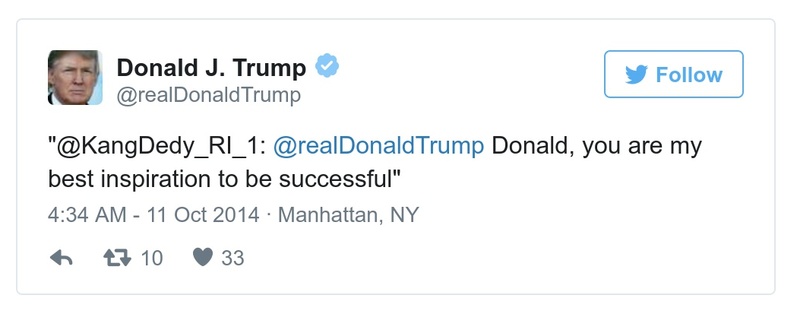 Donald J. Trump
@realDonaldTrump
Follow
"@KangDedy_RI_1: @realDonaldTrump Donald, you are my
best inspiration to be successful"
4:34 AM - 11 Oct 2014 · Manhattan, NY
10 33